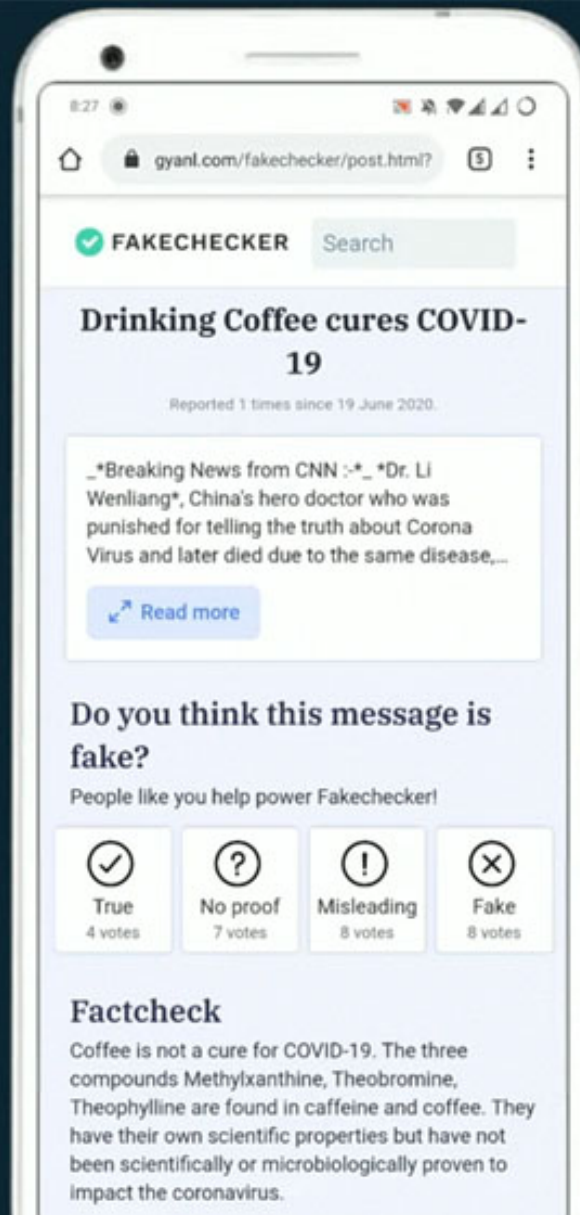 8:27
gyanl.com/fakechecker/post.html?
5
FAKECHECKER
Search
Drinking Coffee cures COVID-
19
Reported 1 times since 19 June 2020.
_*Breaking News from CNN :-*_ *Dr. Li
Wenliang*, China's hero doctor who was
punished for telling the truth about Corona
Virus and later died due to the same disease,...
Read more
Do you think this message is
fake?
People like you help power Fakechecker!
True
No proof
Misleading
Fake
4 votes
7 votes
8 votes
8 votes
Factcheck
Coffee is not a cure for COVID-19. The three
compounds Methylxanthine, Theobromine,
Theophylline are found in caffeine and coffee. They
have their own scientific properties but have not
been scientifically or microbiologically proven to
impact the coronavirus.